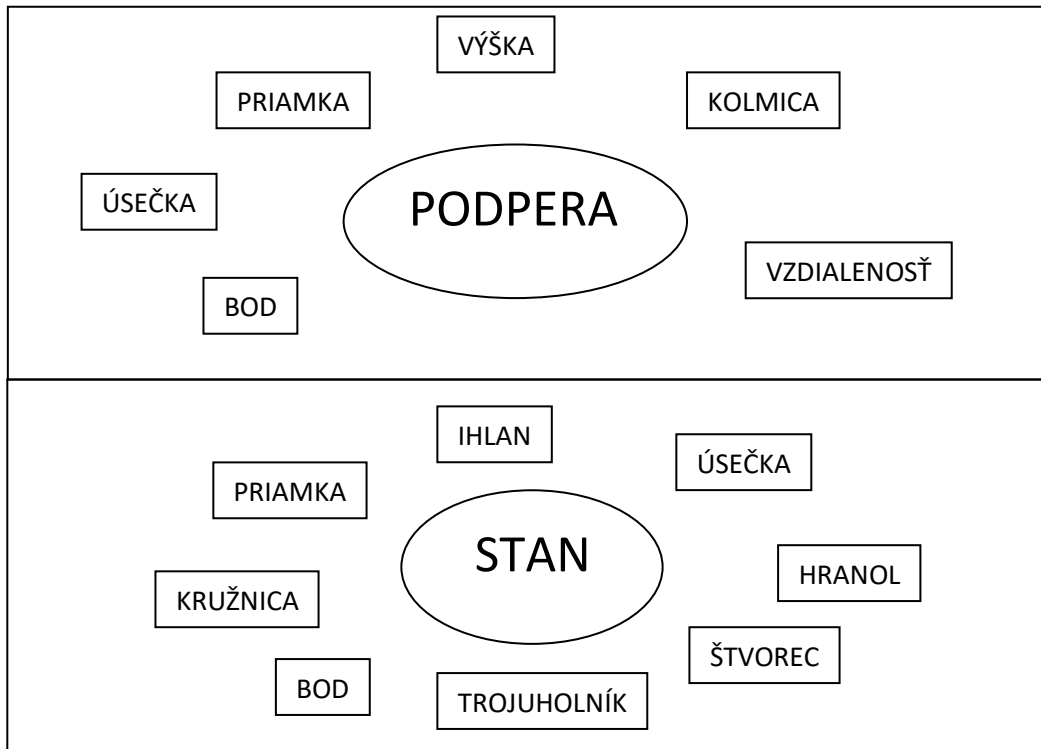 VÝŠKA
PRIAMKA
KOLMICA
ÚSEČKA
PODPERA
VZDIALENOSŤ
BOD
IHLAN
ÚSEČKA
PRIAMKA
STAN
HRANOL
KRUŽNICA
ŠTVOREC
BOD
TROJUHOLNÍK